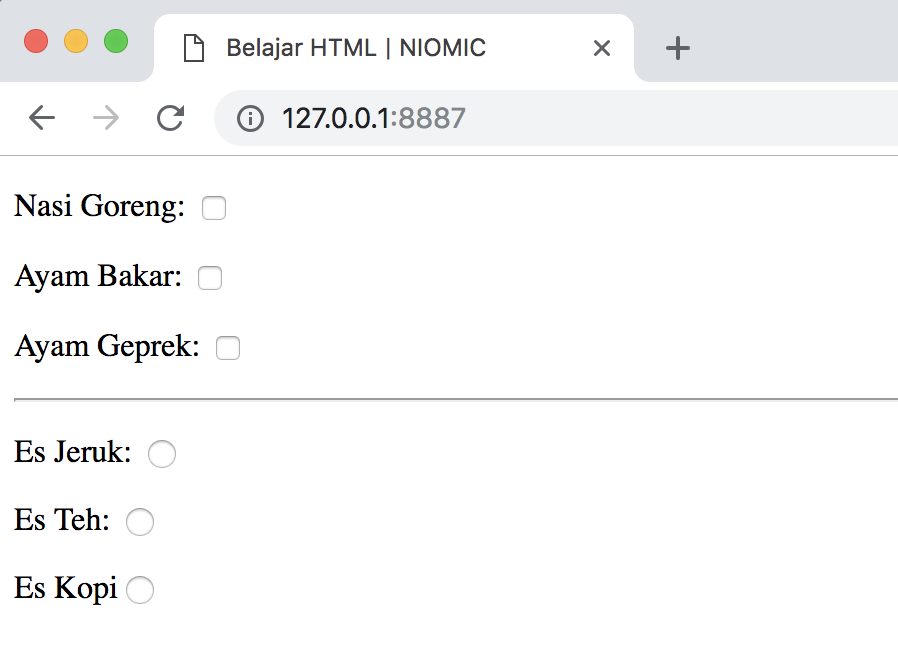 Belajar HTML | NIOMIC
127.0.0.1:8887
Nasi Goreng:
Ayam Bakar:
Ayam Geprek:
Es Jeruk:
Es Teh:
Es Kopi